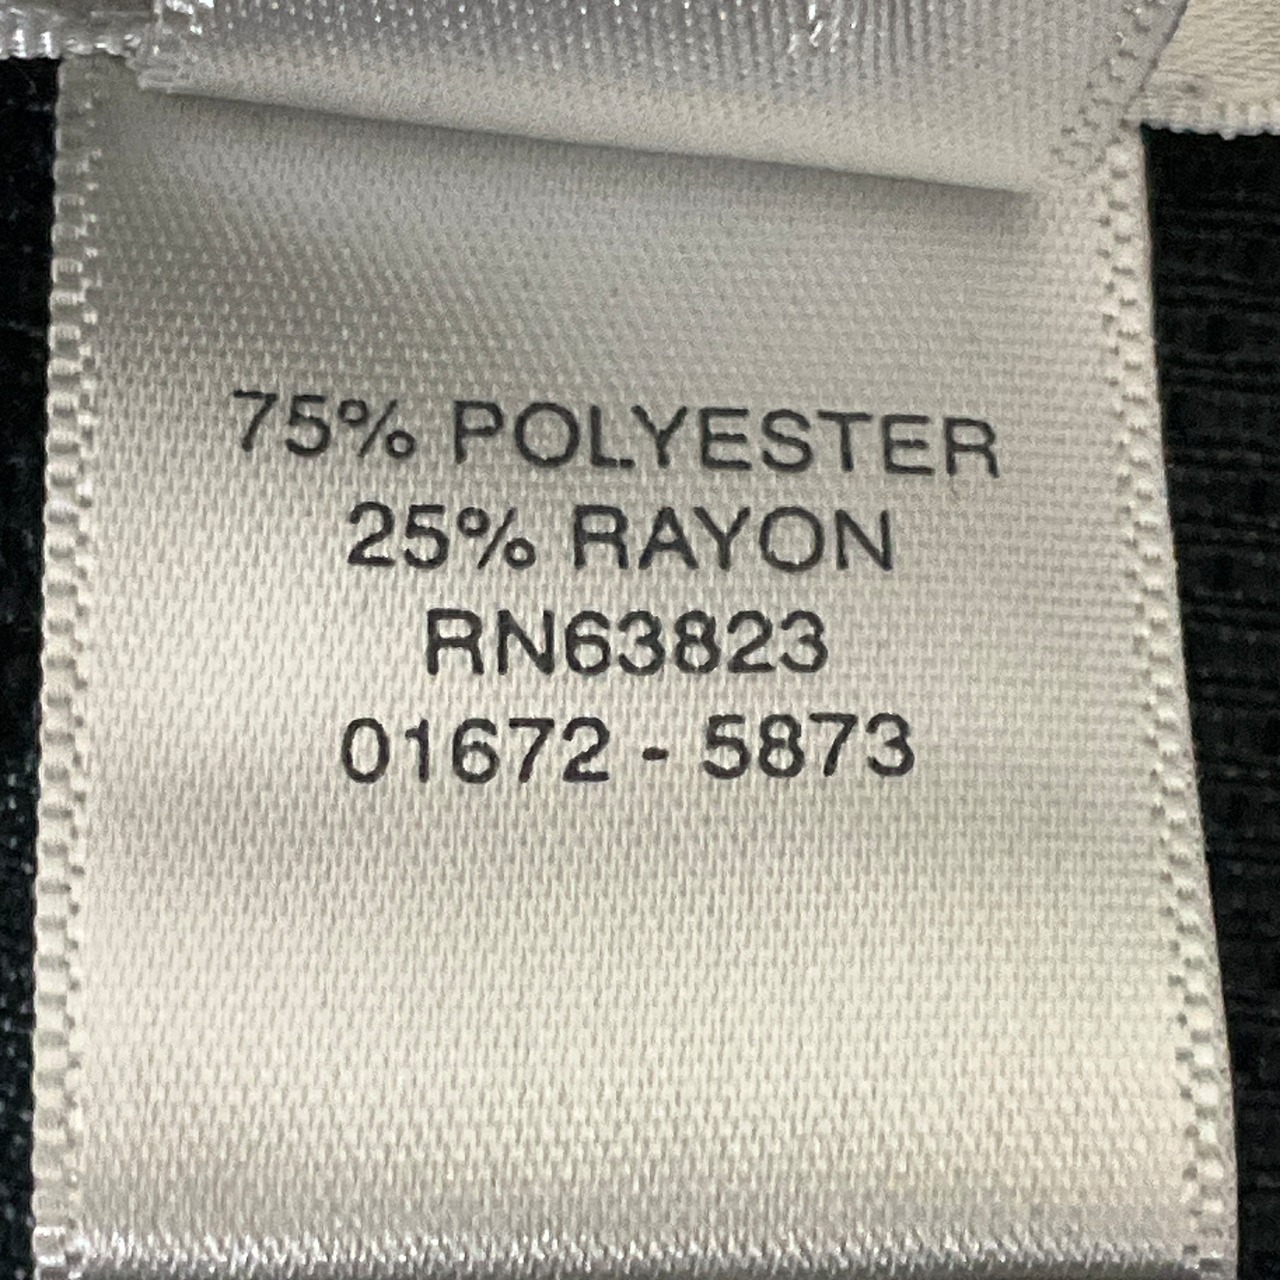 75% POLYESTER
25% RAYON
RN63823
01672 - 5873